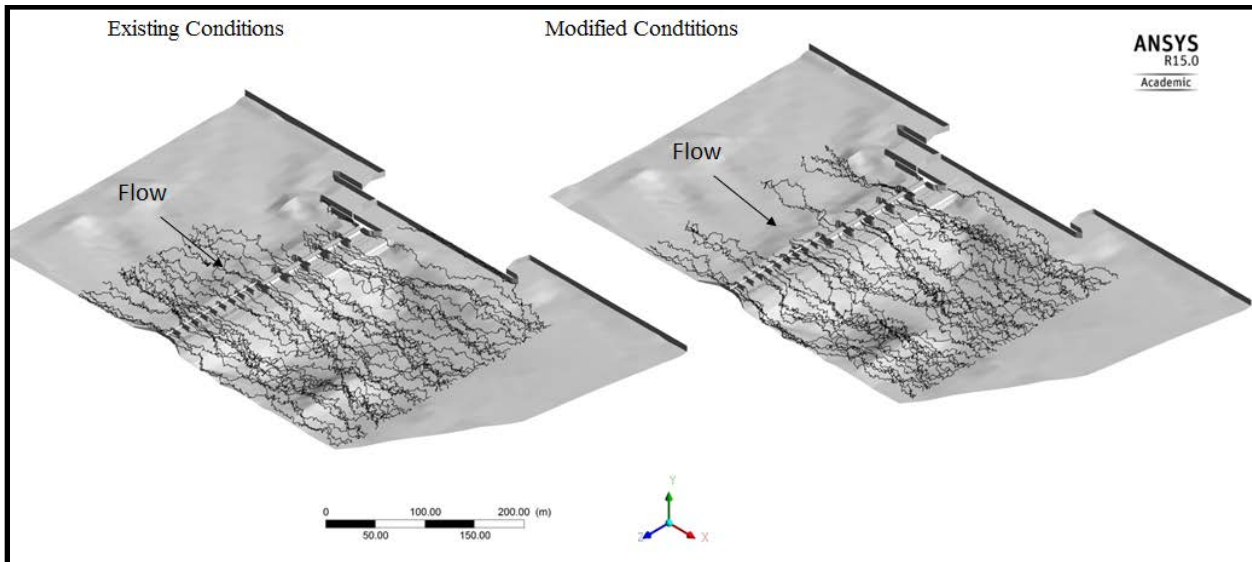 Existing Conditions
Modified Condtitions
ANSYS
R15.0
Academic
Flow
Flow
0 100.00 200.00 (m)
50.00 150.00
Y
Z X